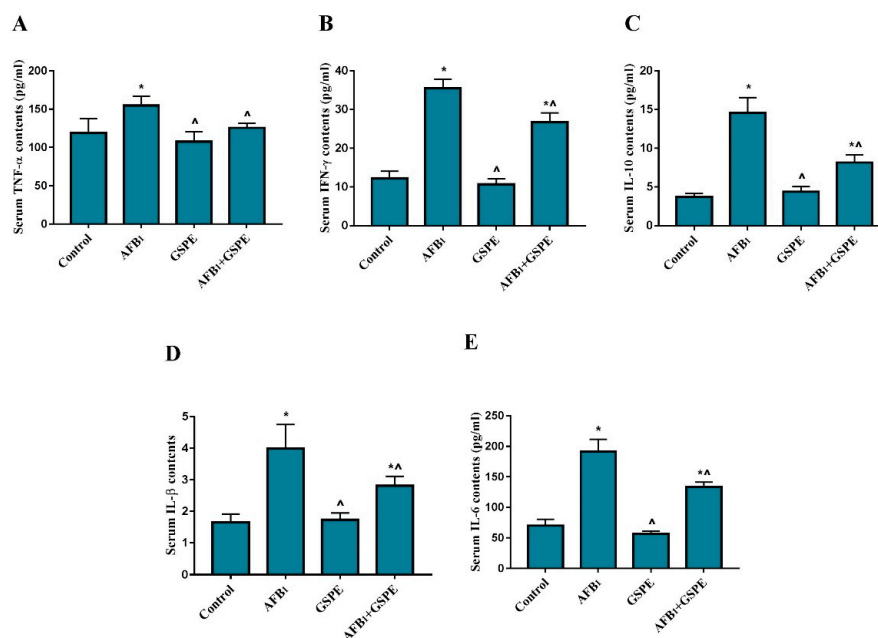 A
Serum TNF-α contents (pg/ml)
200
150
100
50
0
*
^
^
Control
AFB₁
GSPE
AFB₁+GSPE
B
Serum IFN-γ contents (pg/ml)
40
30
20
10
0
*
^
*^
Control
AFB₁
GSPE
AFB₁+GSPE
C
Serum IL-10 contents (pg/ml)
20
15
10
5
0
*
^
*^
Control
AFB₁
GSPE
AFB₁+GSPE
D
Serum IL-β contents
5
4
3
2
1
0
*
^
*^
Control
AFB₁
GSPE
AFB₁+GSPE
E
Serum IL-6 contents (pg/ml)
250
200
150
100
50
0
*
^
*^
Control
AFB₁
GSPE
AFB₁+GSPE